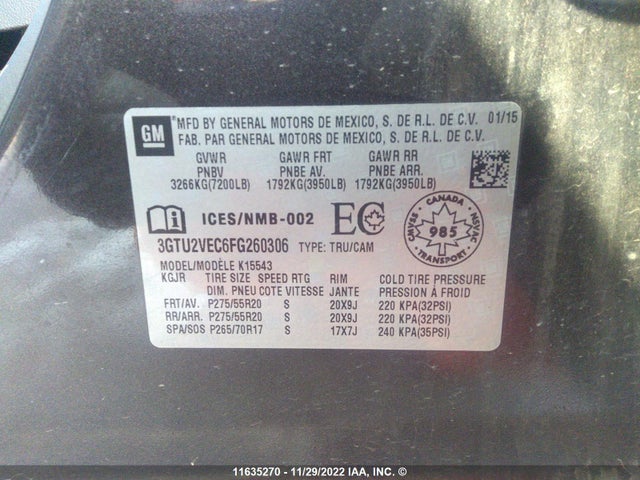 GM
*MFD BY GENERAL MOTORS DE MEXICO, S. DE R.L. DE C.V. 01/15
FAB. PAR GENERAL MOTORS DE MEXICO, S. DE R.L. DE C.V.
GVWR GAWR FRT GAWR RR
PNBV PNBE AV. PNBE ARR.
3266KG(7200LB) 1792KG(3950LB) 1792KG(3950LB)
ICES/NMB-002 EC
CANADA
CMVSS 985 NSVAC
3GTU2VEC6FG260306 TYPE: TRU/CAM
MODEL/MODÈLE K15543
KGJR TIRE SIZE SPEED RTG RIM COLD TIRE PRESSURE
DIM. PNEU COTE VITESSE JANTE PRESSION À FROID
FRT/AV. P275/55R20 S 20X9J 220 KPA(32PSI)
RR/ARR. P275/55R20 S 20X9J 220 KPA(32PSI)
SPA/SOS P265/70R17 S 17X7J 240 KPA(35PSI)
11635270 - 11/29/2022 IAA, INC. ©